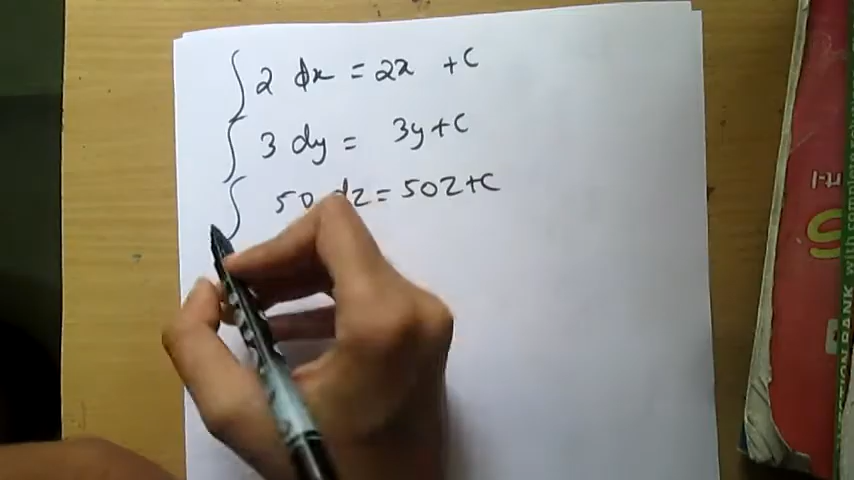 ∫ 2 dx = 2x + C
∫ 3 dy = 3y + C
∫ 50 dz = 50z + C